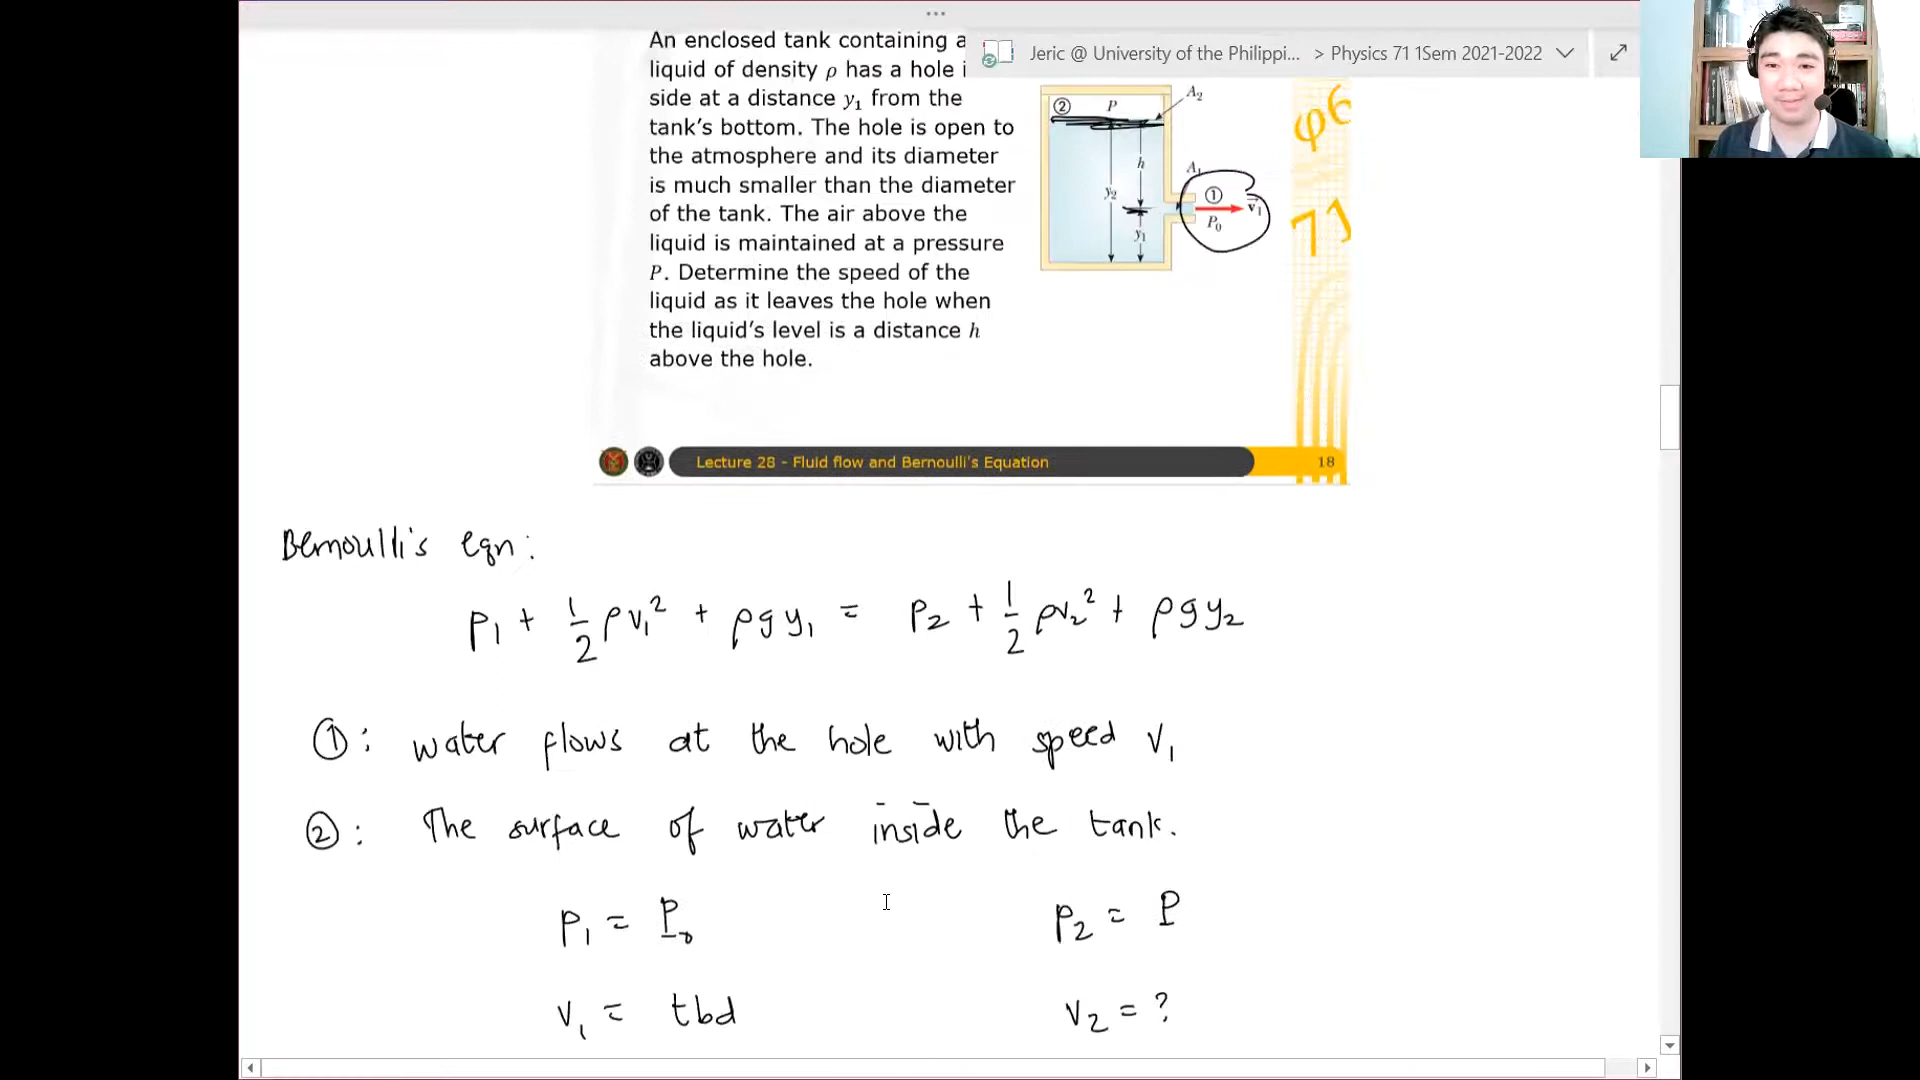 ...
An enclosed tank containing a
liquid of density ρ has a hole i
side at a distance y₁ from the
tank's bottom. The hole is open to
the atmosphere and its diameter
is much smaller than the diameter
of the tank. The air above the
liquid is maintained at a pressure
P. Determine the speed of the
liquid as it leaves the hole when
the liquid's level is a distance h
above the hole.
Jeric @ University of the Philippi... > Physics 71 1Sem 2021-2022
② P A₂
h
y₂
A₁
① v₁
P₀
y₁
φ6
71
Lecture 28 - Fluid flow and Bernoulli's Equation 18
Bernoulli's eqn:
P₁ + 1/2 ρv₁² + ρgy₁ = P₂ + 1/2 ρv₂² + ρgy₂
①: water flows at the hole with speed v₁
②: The surface of water inside the tank.
P₁ = P₀ P₂ = P
v₁ = tbd v₂ = ?